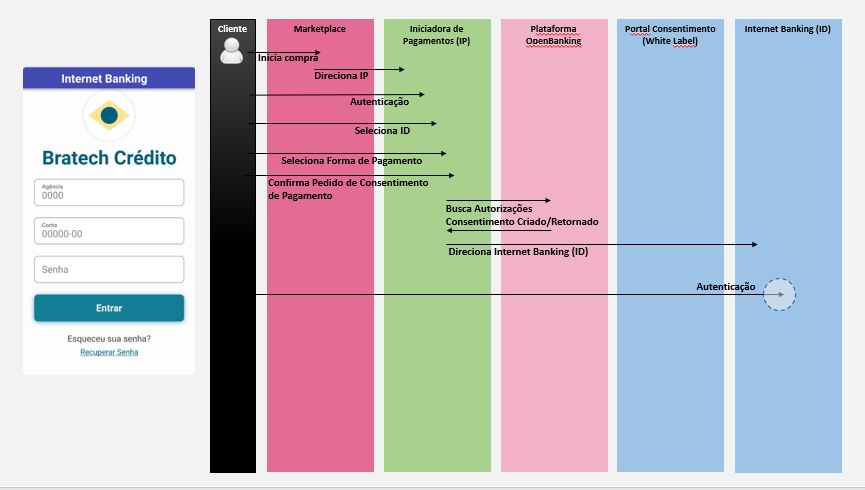 Internet Banking
Bratech Crédito
Agência
0000
Conta
00000-00
Senha
Entrar
Esqueceu sua senha?
Recuperar Senha
Cliente
Marketplace
Iniciadora de
Pagamentos (IP)
Plataforma
OpenBanking
Portal Consentimento
(White Label)
Internet Banking (ID)
Inicia compra
Direciona IP
Autenticação
Seleciona ID
Seleciona Forma de Pagamento
Confirma Pedido de Consentimento
de Pagamento
Busca Autorizações
Consentimento Criado/Retornado
Direciona Internet Banking (ID)
Autenticação